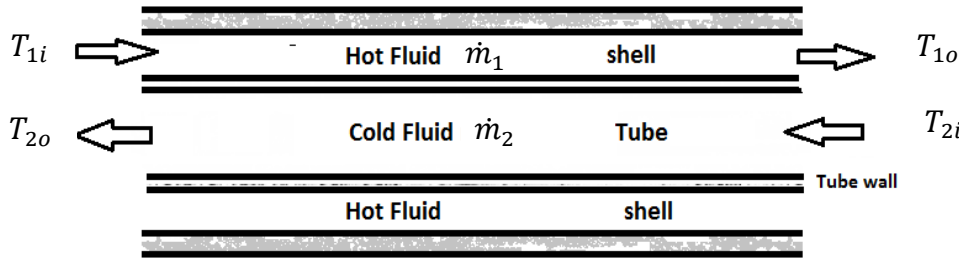 T₁ᵢ Hot Fluid ṁ₁ shell T₁ₒ
T₂ₒ Cold Fluid ṁ₂ Tube T₂ᵢ
Tube wall
Hot Fluid shell